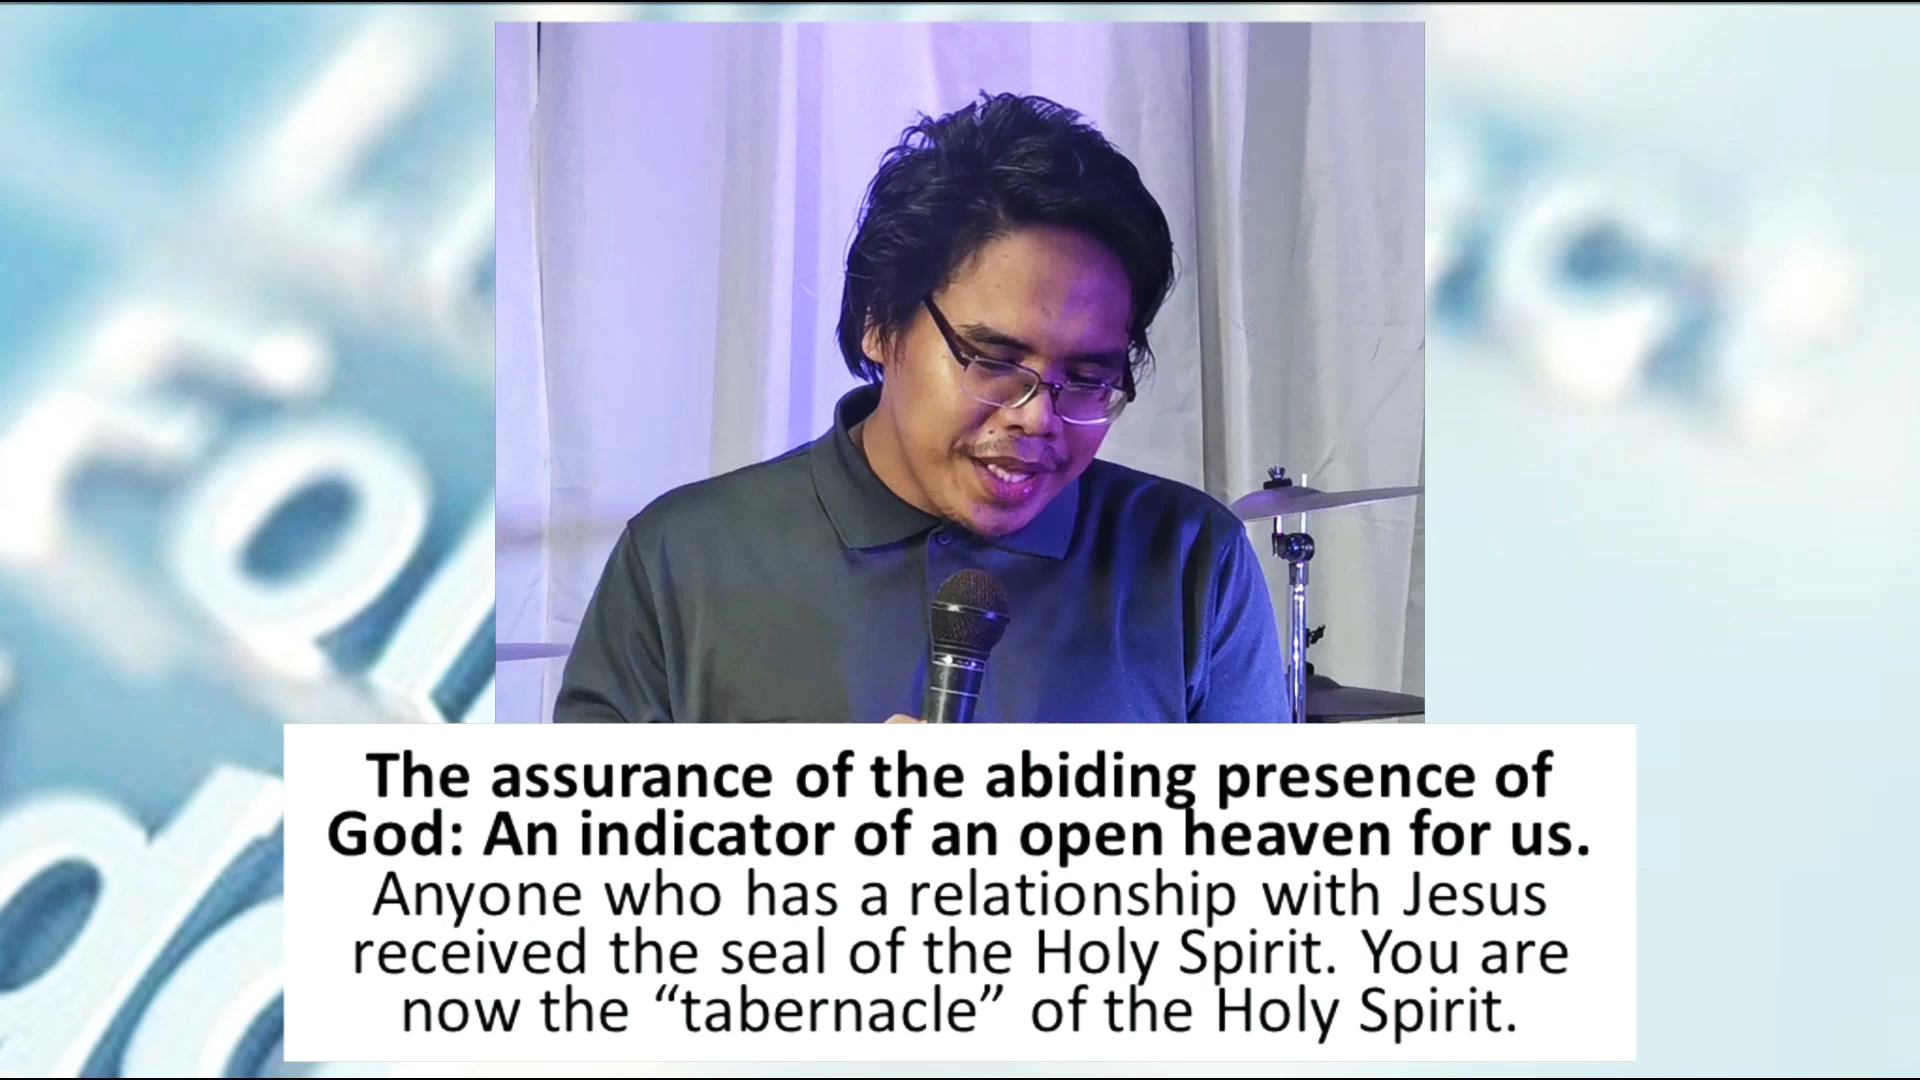 The assurance of the abiding presence of
God: An indicator of an open heaven for us.
Anyone who has a relationship with Jesus
received the seal of the Holy Spirit. You are
now the “tabernacle” of the Holy Spirit.